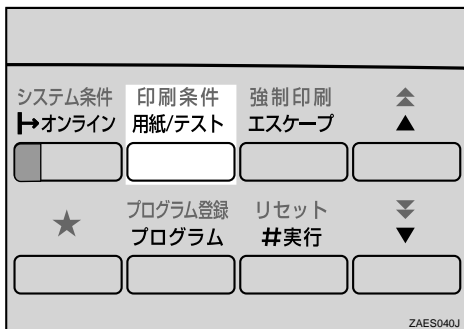 システム条件 印刷条件 強制印刷
オンライン 用紙/テスト エスケープ ▲
★ プログラム登録 リセット
プログラム #実行 ▼
ZAES040J